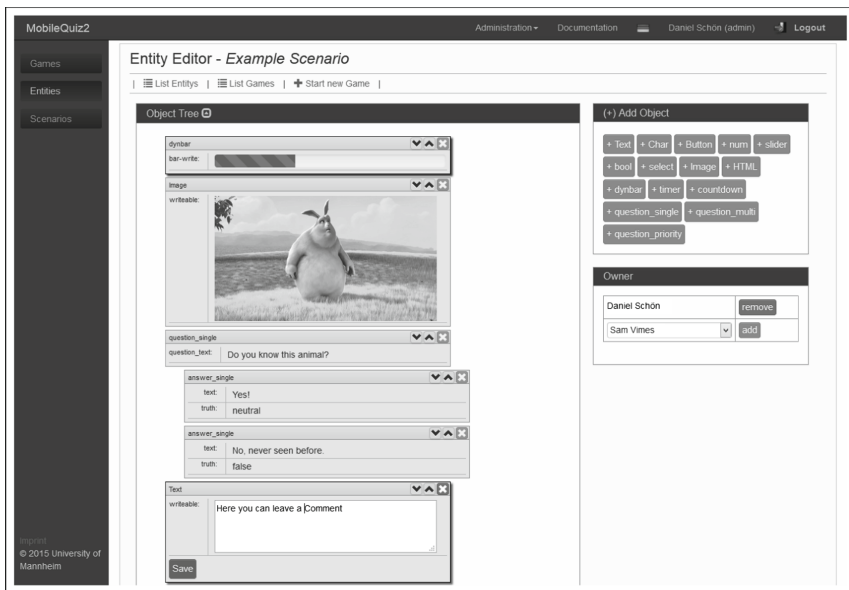 MobileQuiz2
Administration
Documentation
Daniel Schön (admin)
Logout
Games
Entities
Scenarios
Imprint
© 2015 University of
Mannheim
Entity Editor - Example Scenario
| List Entitys | List Games | + Start new Game |
Object Tree
dynbar
bar-write:
Image
writeable:
question_single
question_text: Do you know this animal?
answer_single
text: Yes!
truth: neutral
answer_single
text: No, never seen before.
truth: false
Text
writeable: Here you can leave a Comment
Save
(+) Add Object
+ Text + Char + Button + num + slider
+ bool + select + Image + HTML
+ dynbar + timer + countdown
+ question_single + question_multi
+ question_priority
Owner
Daniel Schön remove
Sam Vimes add